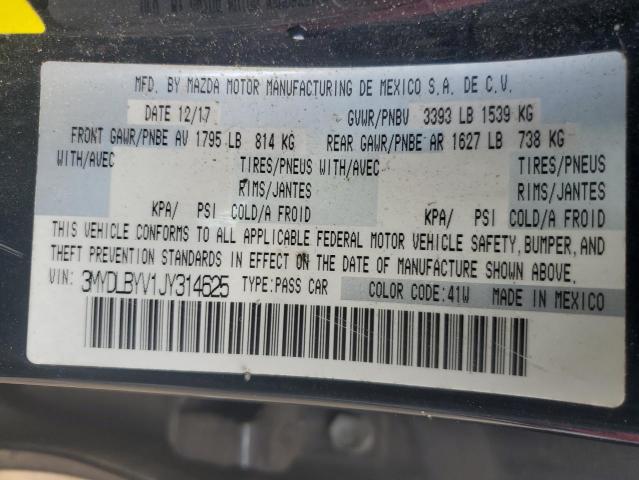 MFD. BY MAZDA MOTOR MANUFACTURING DE MEXICO S.A. DE C.V.
DATE 12/17 GVWR/PNBV 3393 LB 1539 KG
FRONT GAWR/PNBE AV 1795 LB 814 KG REAR GAWR/PNBE AR 1627 LB 738 KG
WITH/AVEC TIRES/PNEUS WITH/AVEC TIRES/PNEUS
RIMS/JANTES RIMS/JANTES
KPA/ PSI COLD/A FROID KPA/ PSI COLD/A FROID
THIS VEHICLE CONFORMS TO ALL APPLICABLE FEDERAL MOTOR VEHICLE SAFETY, BUMPER, AND
THEFT PREVENTION STANDARDS IN EFFECT ON THE DATE OF MANUFACTURE SHOWN ABOVE.
VIN: 3MYDLBYV1JY314525 TYPE:PASS CAR COLOR CODE:41W MADE IN MEXICO